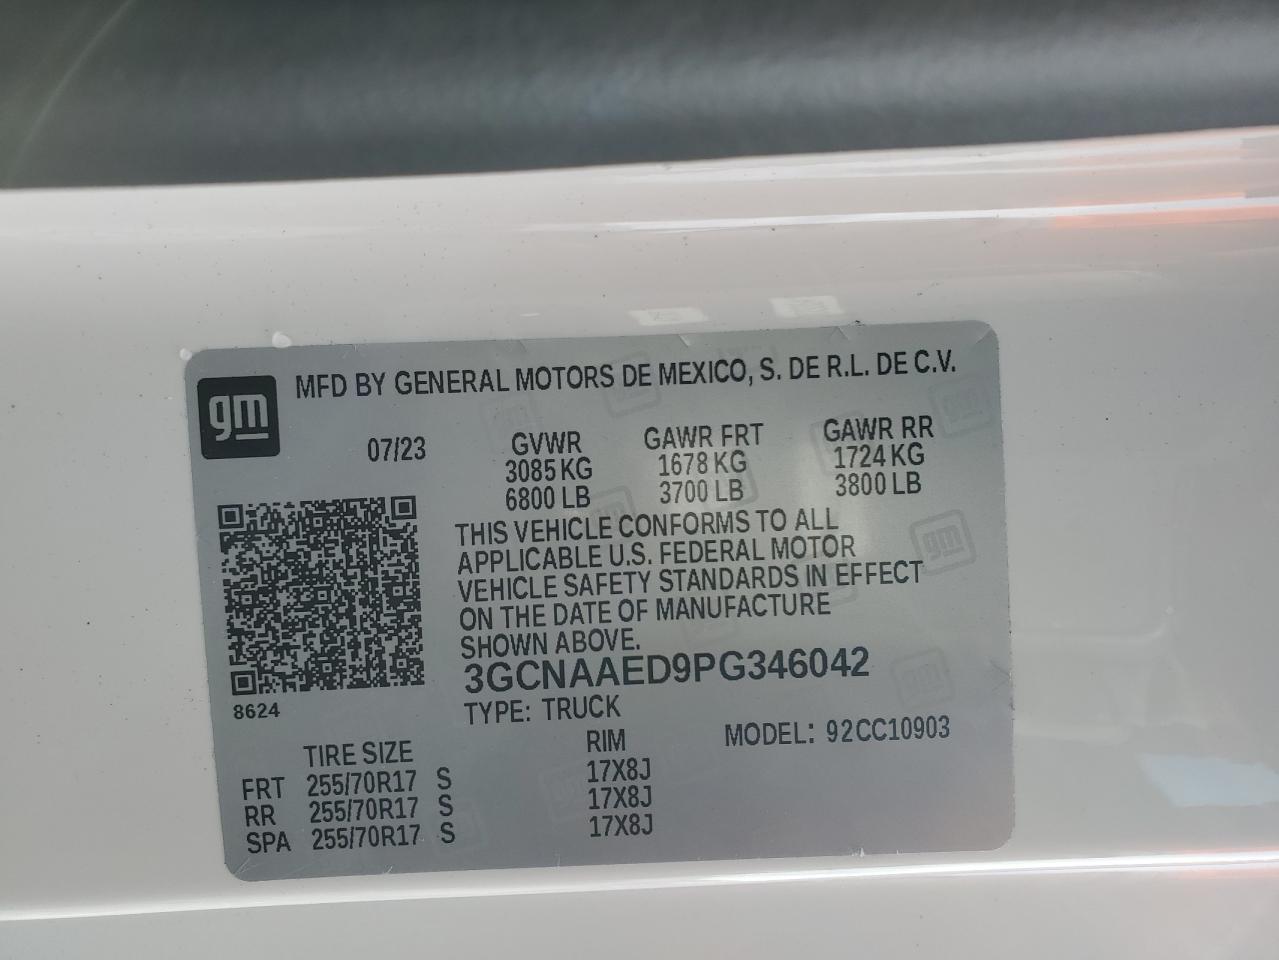 gm MFD BY GENERAL MOTORS DE MEXICO, S. DE R.L. DE C.V.
07/23 GVWR GAWR FRT GAWR RR
3085 KG 1678 KG 1724 KG
6800 LB 3700 LB 3800 LB
THIS VEHICLE CONFORMS TO ALL
APPLICABLE U.S. FEDERAL MOTOR
VEHICLE SAFETY STANDARDS IN EFFECT
ON THE DATE OF MANUFACTURE
SHOWN ABOVE.
3GCNAAED9PG346042
8624 TYPE: TRUCK MODEL: 92CC10903
TIRE SIZE RIM
FRT 255/70R17 S 17X8J
RR 255/70R17 S 17X8J
SPA 255/70R17 S 17X8J